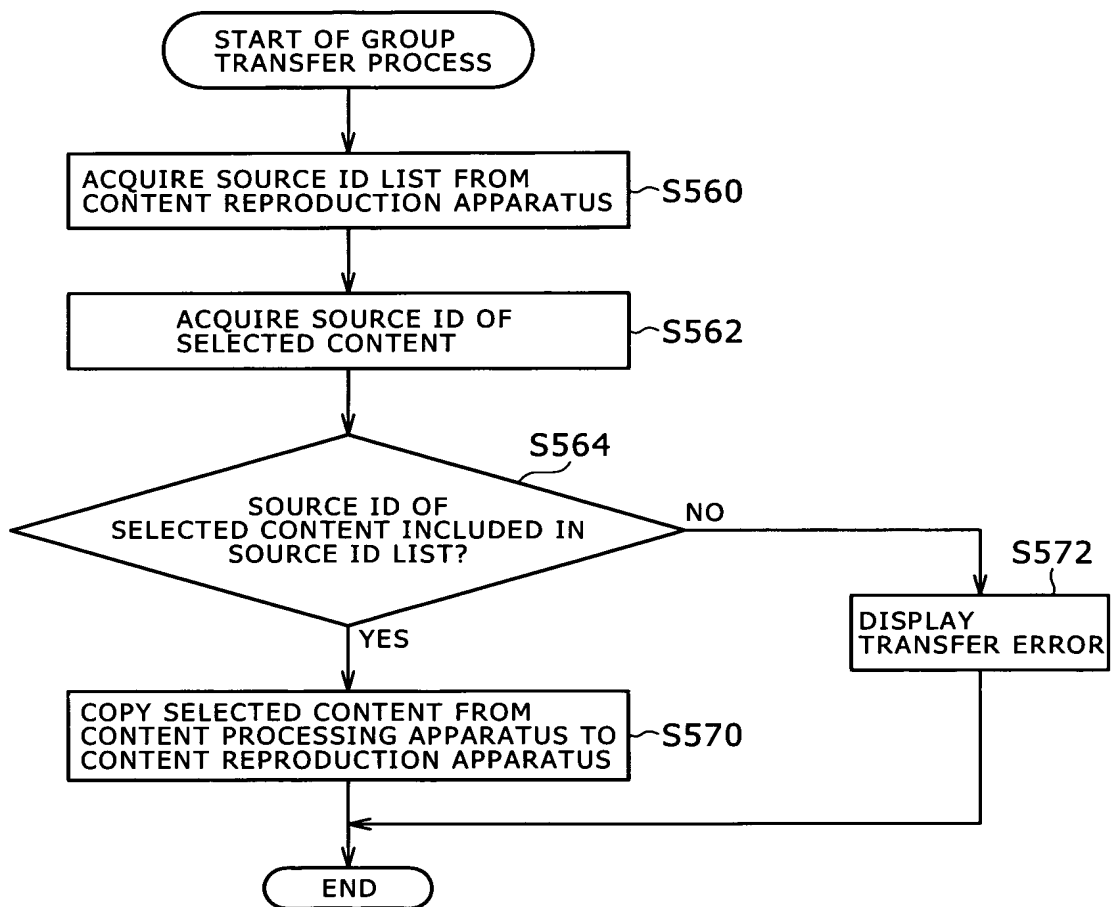 START OF GROUP
TRANSFER PROCESS
ACQUIRE SOURCE ID LIST FROM
CONTENT REPRODUCTION APPARATUS
S560
ACQUIRE SOURCE ID OF
SELECTED CONTENT
S562
S564
SOURCE ID OF
SELECTED CONTENT INCLUDED IN
SOURCE ID LIST?
NO
S572
DISPLAY
TRANSFER ERROR
YES
COPY SELECTED CONTENT FROM
CONTENT PROCESSING APPARATUS TO
CONTENT REPRODUCTION APPARATUS
S570
END